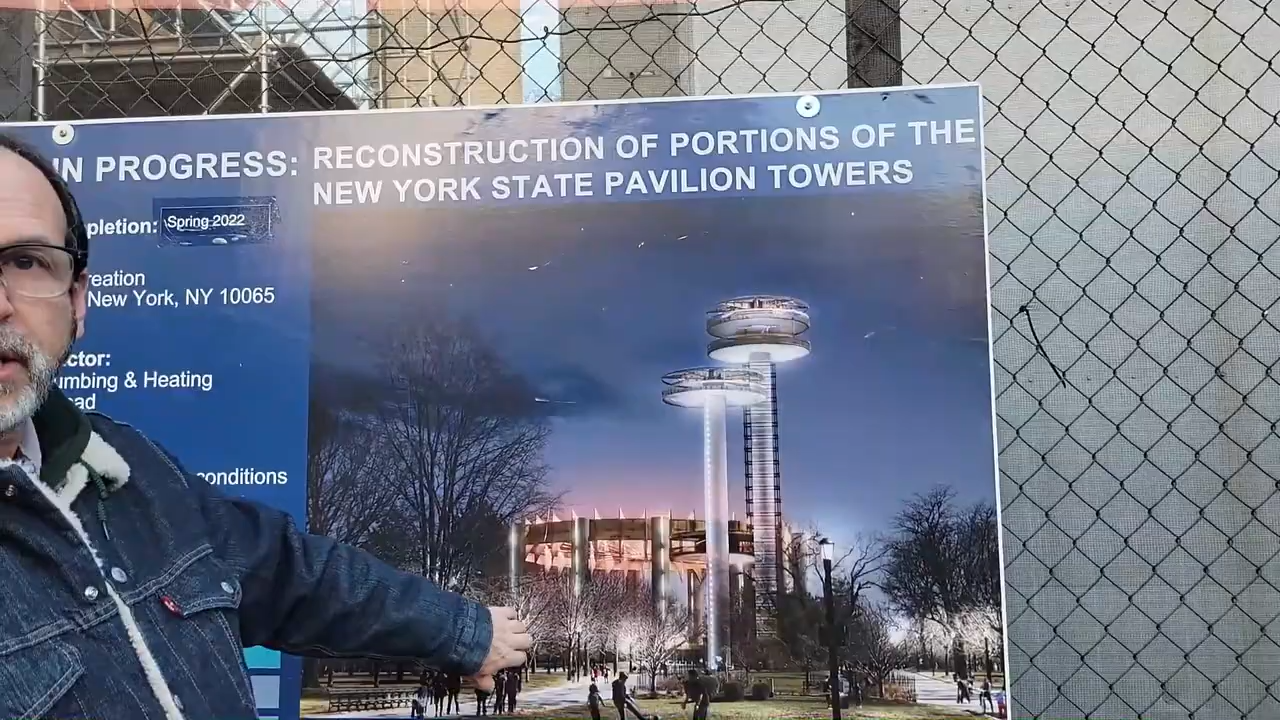 IN PROGRESS:
RECONSTRUCTION OF PORTIONS OF THE
NEW YORK STATE PAVILION TOWERS
pletion: Spring 2022
reation
New York, NY 10065
ctor:
umbing & Heating
ad
conditions